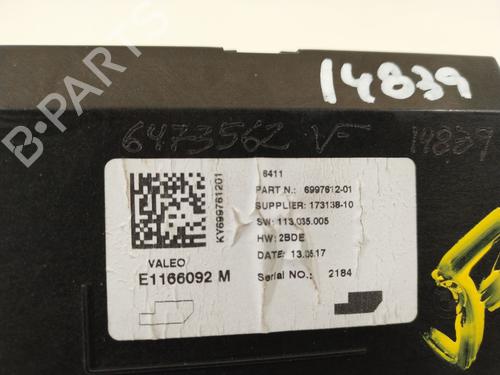 14839
6473562 VF
14839
B-PARTS
6411
PART N.: 6997612-01
SUPPLIER: 173138-10
SW: 113.035.005
HW: 2BDE
DATE: 13.05.17
Serial NO.: 2184
KY699761201
VALEO
E1166092 M